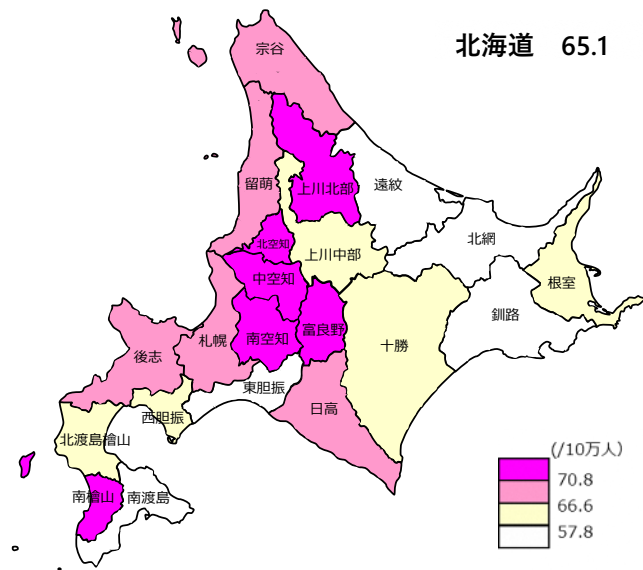 北海道　65.1
宗谷
遠紋
留萌
上川北部
北網
北空知
上川中部
中空知
根室
釧路
札幌
南空知
富良野
十勝
後志
東胆振
日高
西胆振
北渡島檜山
南檜山
南渡島
(/10万人)
70.8
66.6
57.8